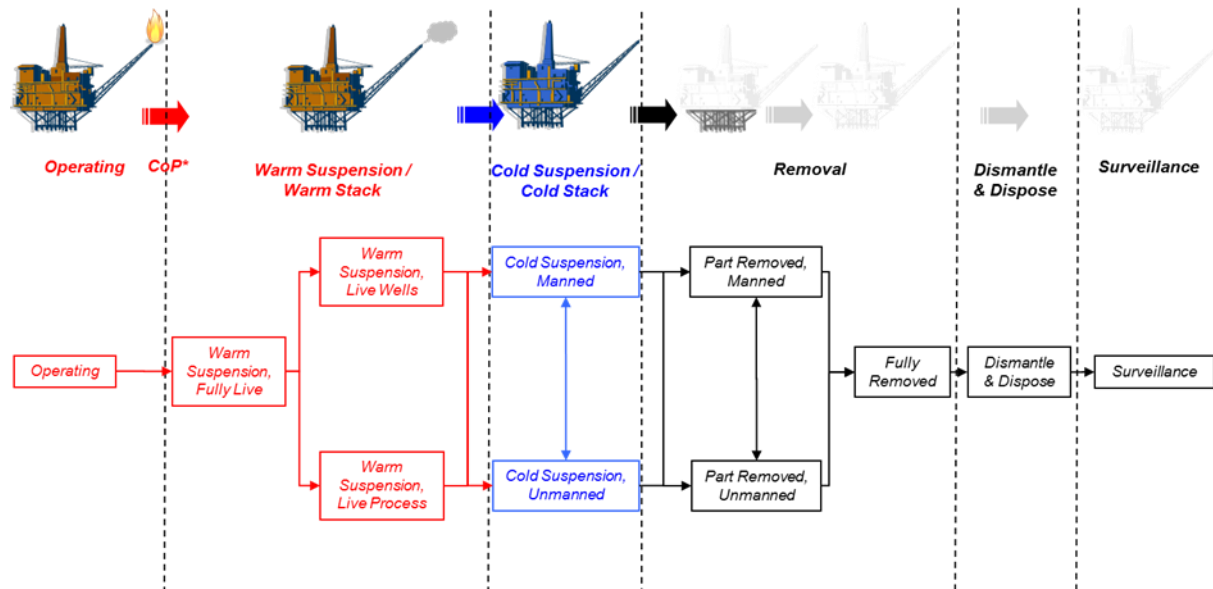 Operating
CoP*
Warm Suspension /
Warm Stack
Cold Suspension /
Cold Stack
Removal
Dismantle
& Dispose
Surveillance
Warm
Suspension,
Live Wells
Cold Suspension,
Manned
Part Removed,
Manned
Operating
Warm
Suspension,
Fully Live
Fully
Removed
Dismantle
& Dispose
Surveillance
Warm
Suspension,
Live Process
Cold Suspension,
Unmanned
Part Removed,
Unmanned